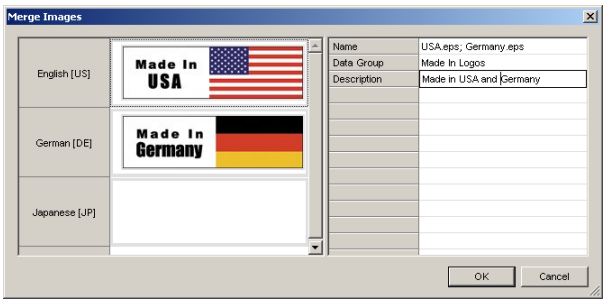 Merge Images
English [US]
Made In
USA
German [DE]
Made In
Germany
Japanese [JP]
Name USA.eps; Germany.eps
Data Group Made In Logos
Description Made in USA and Germany
OK Cancel